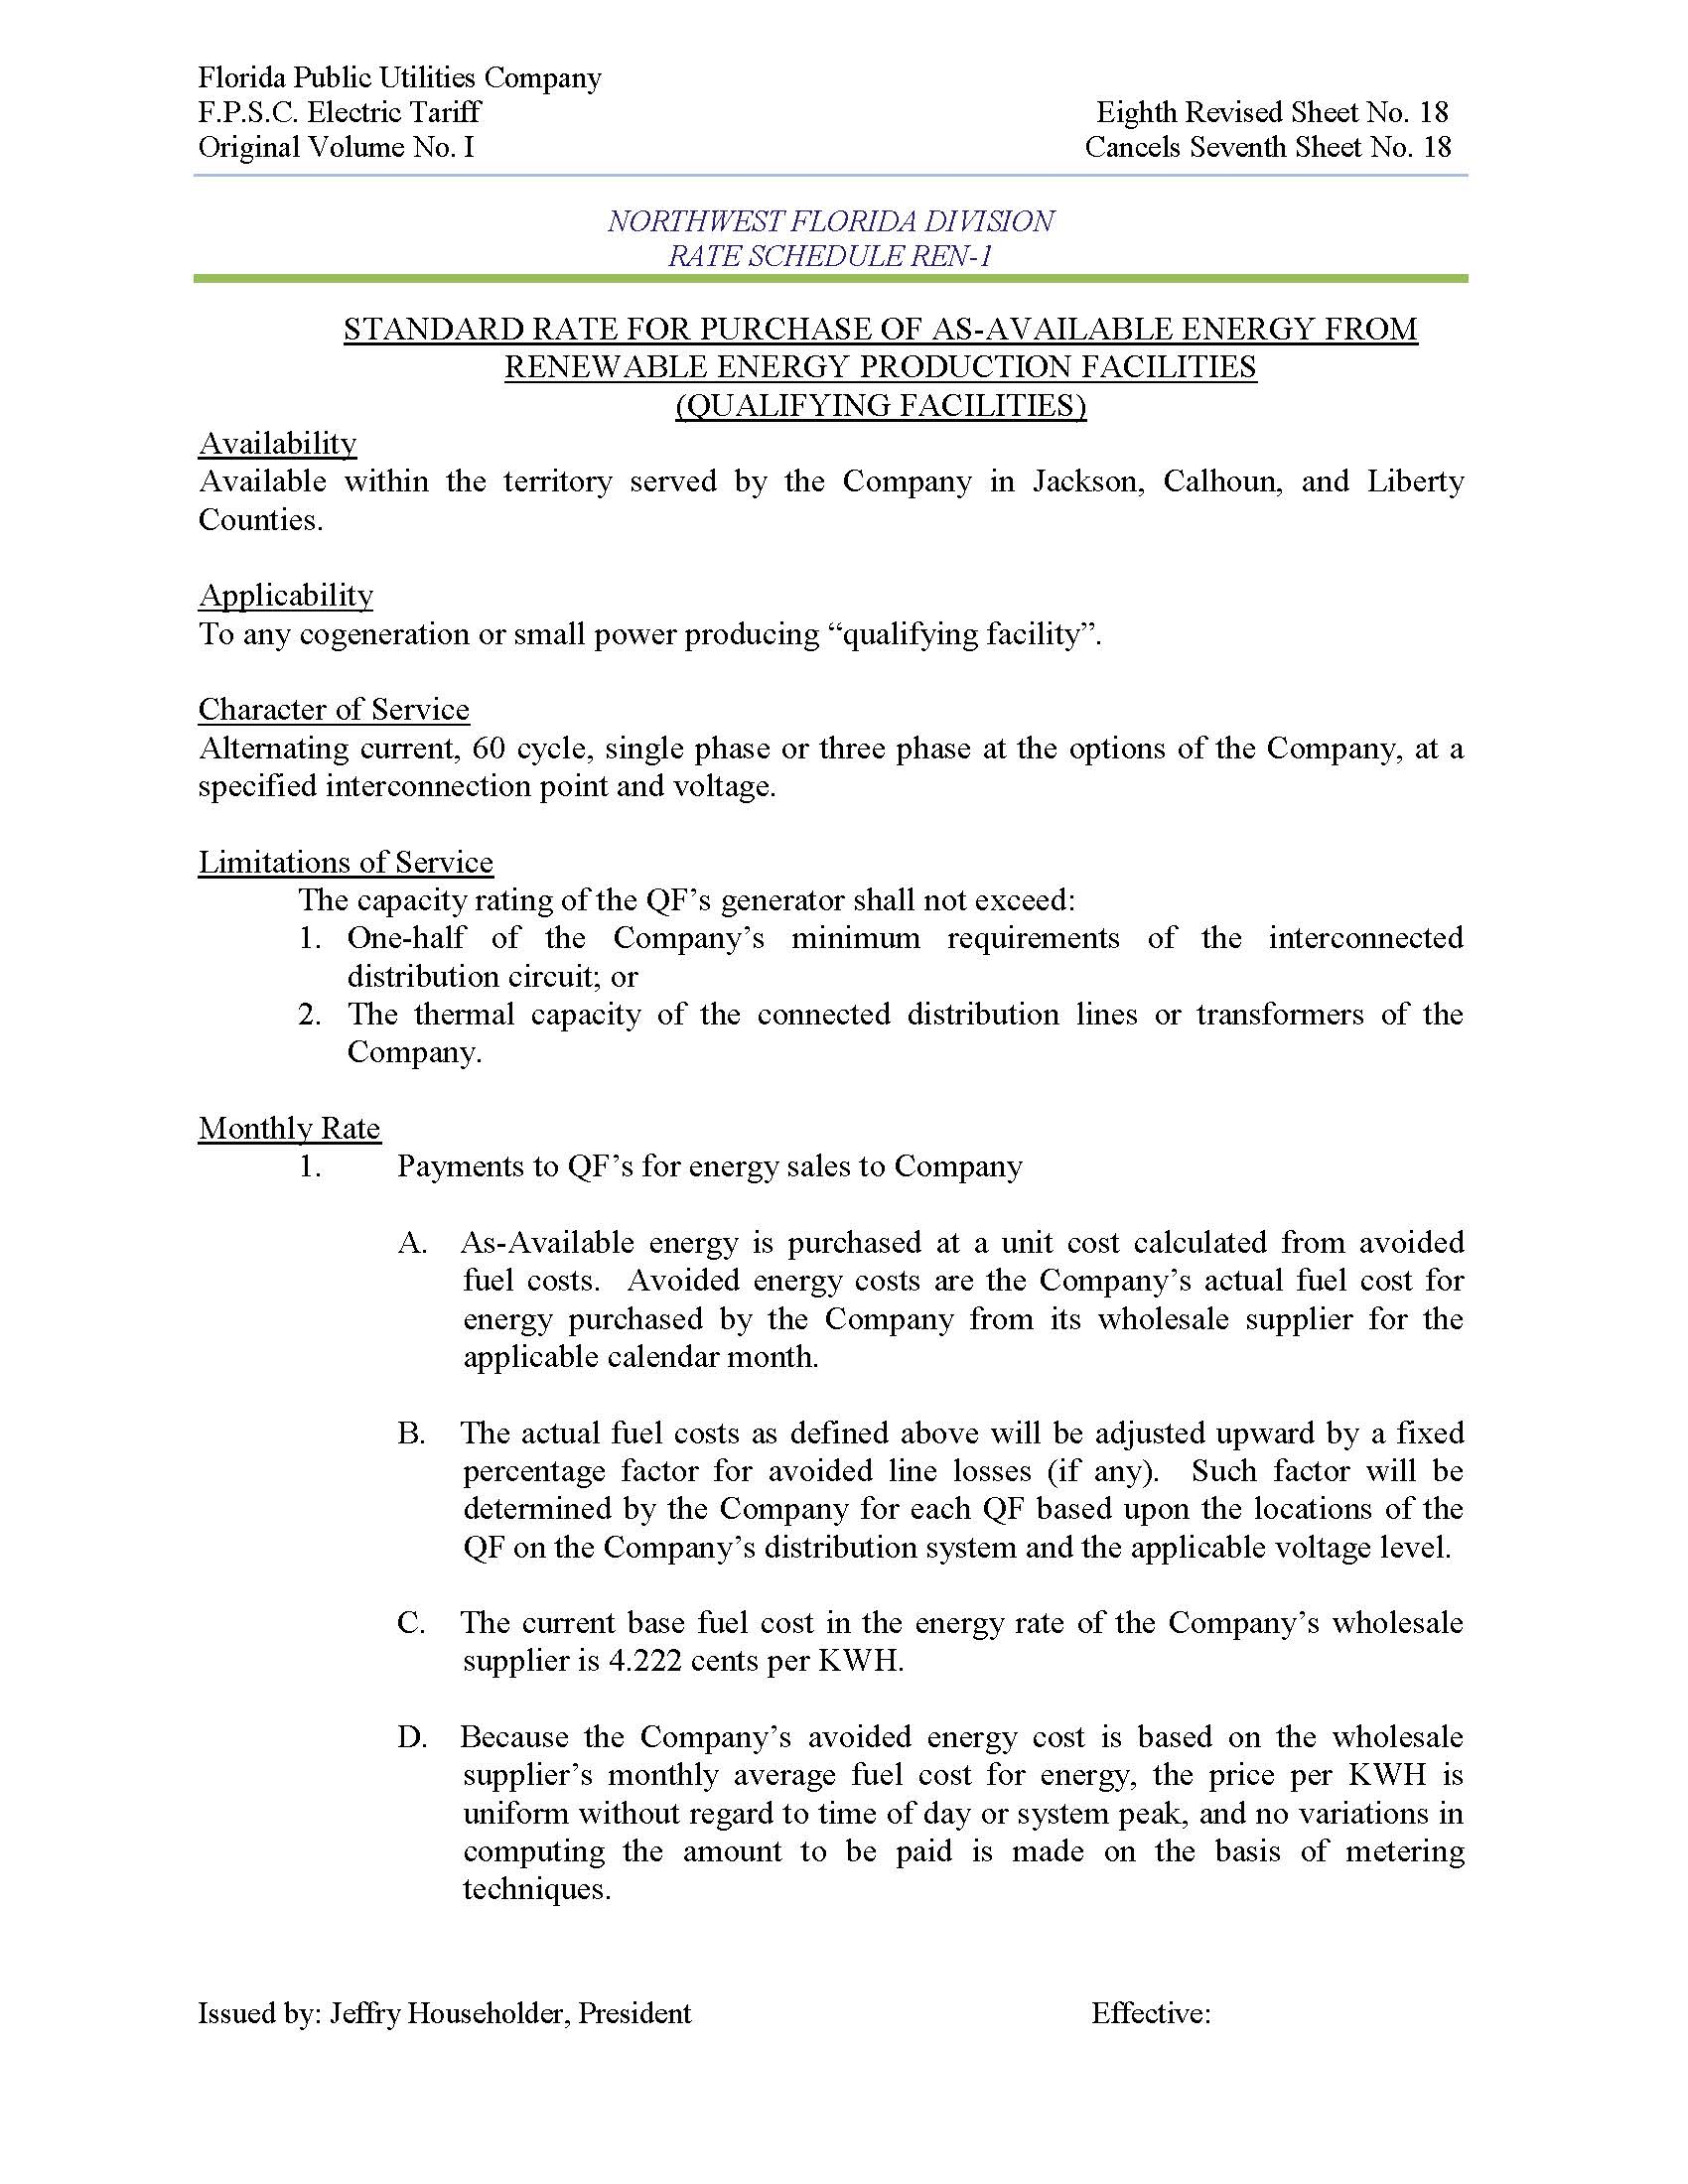 Florida Public Utilities Company
F.P.S.C. Electric Tariff
Eighth Revised Sheet No. 18
Original Volume No. I
Cancels Seventh Sheet No. 18
NORTHWEST FLORIDA DIVISION
RATE SCHEDULE REN-1
STANDARD RATE FOR PURCHASE OF AS-AVAILABLE ENERGY FROM
RENEWABLE ENERGY PRODUCTION FACILITIES
(QUALIFYING FACILITIES)
Availability
Available within the territory served by the Company in Jackson, Calhoun, and Liberty
Counties.
Applicability
To any cogeneration or small power producing “qualifying facility”.
Character of Service
Alternating current, 60 cycle, single phase or three phase at the options of the Company, at a
specified interconnection point and voltage.
Limitations of Service
The capacity rating of the QF’s generator shall not exceed:
1. One-half of the Company’s minimum requirements of the interconnected
distribution circuit; or
2. The thermal capacity of the connected distribution lines or transformers of the
Company.
Monthly Rate
1. Payments to QF’s for energy sales to Company
A. As-Available energy is purchased at a unit cost calculated from avoided
fuel costs. Avoided energy costs are the Company’s actual fuel cost for
energy purchased by the Company from its wholesale supplier for the
applicable calendar month.
B. The actual fuel costs as defined above will be adjusted upward by a fixed
percentage factor for avoided line losses (if any). Such factor will be
determined by the Company for each QF based upon the locations of the
QF on the Company’s distribution system and the applicable voltage level.
C. The current base fuel cost in the energy rate of the Company’s wholesale
supplier is 4.222 cents per KWH.
D. Because the Company’s avoided energy cost is based on the wholesale
supplier’s monthly average fuel cost for energy, the price per KWH is
uniform without regard to time of day or system peak, and no variations in
computing the amount to be paid is made on the basis of metering
techniques.
Issued by: Jeffry Householder, President
Effective: